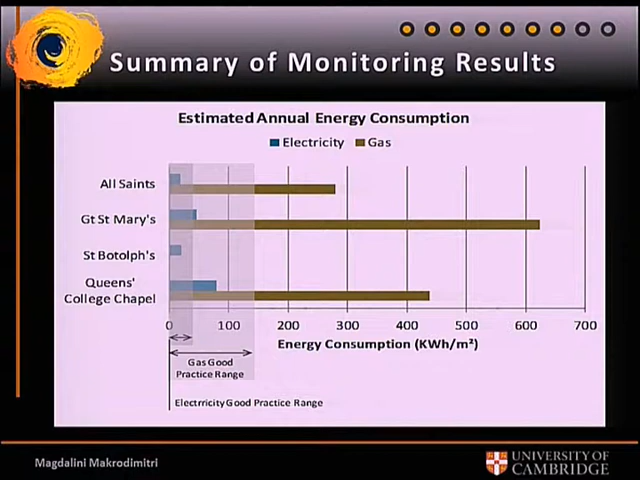 Summary of Monitoring Results
Estimated Annual Energy Consumption
Electricity Gas
All Saints
Gt St Mary's
St Botolph's
Queens'
College Chapel
0 100 200 300 400 500 600 700
Energy Consumption (KWh/m²)
Gas Good
Practice Range
Electrricity Good Practice Range
Magdalini Makrodimitri
UNIVERSITY OF
CAMBRIDGE